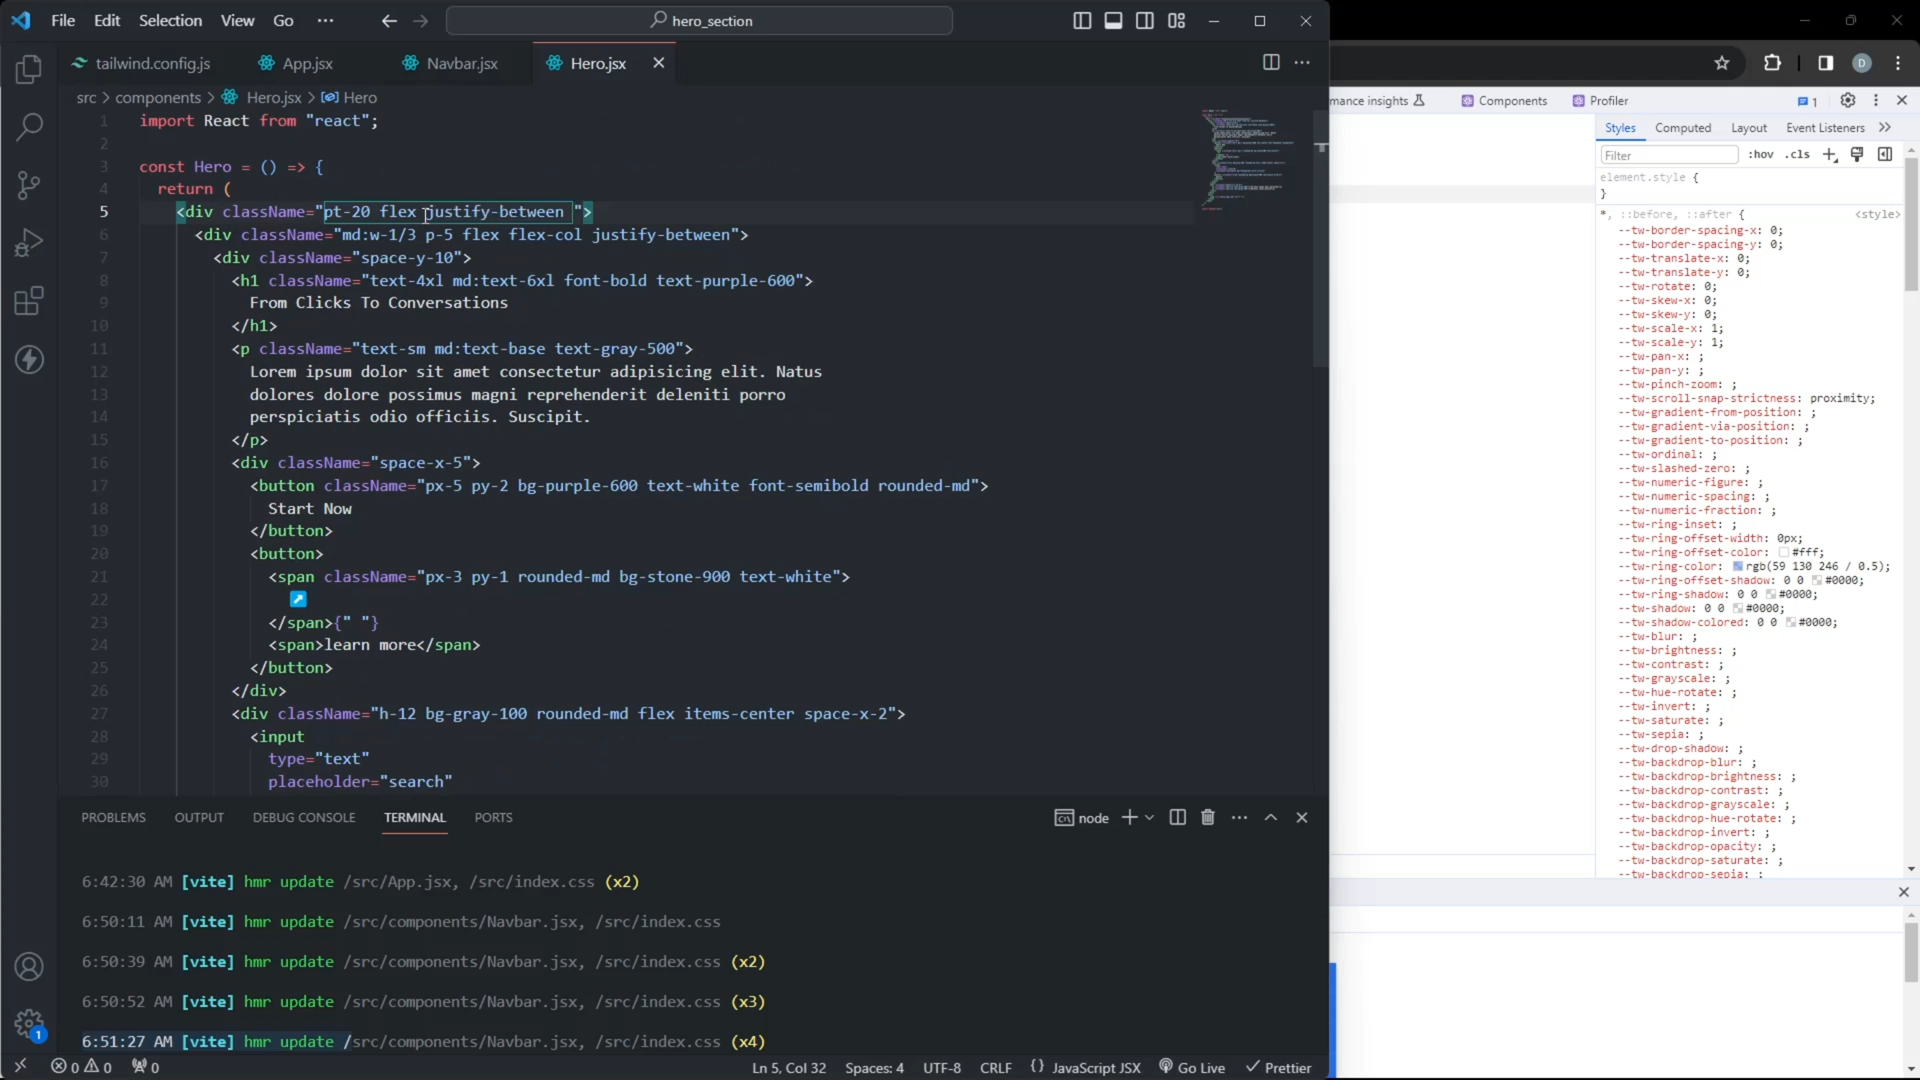 File Edit Selection View Go
hero_section
tailwind.config.js
App.jsx
Navbar.jsx
Hero.jsx
src > components > Hero.jsx > Hero
1 import React from "react";
2
3 const Hero = () => {
4 return (
5 <div className="pt-20 flex justify-between ">
6 <div className="md:w-1/3 p-5 flex flex-col justify-between">
7 <div className="space-y-10">
8 <h1 className="text-4xl md:text-6xl font-bold text-purple-600">
9 From Clicks To Conversations
10 </h1>
11 <p className="text-sm md:text-base text-gray-500">
12 Lorem ipsum dolor sit amet consectetur adipisicing elit. Natus
13 dolores dolore possimus magni reprehenderit deleniti porro
14 perspiciatis odio officiis. Suscipit.
15 </p>
16 <div className="space-x-5">
17 <button className="px-5 py-2 bg-purple-600 text-white font-semibold rounded-md">
18 Start Now
19 </button>
20 <button>
21 <span className="px-3 py-1 rounded-md bg-stone-900 text-white">
22 ↗
23 </span>{" "}
24 <span>learn more</span>
25 </button>
26 </div>
27 <div className="h-12 bg-gray-100 rounded-md flex items-center space-x-2">
28 <input
29 type="text"
30 placeholder="search"
PROBLEMS OUTPUT DEBUG CONSOLE TERMINAL PORTS
node
6:42:30 AM [vite] hmr update /src/App.jsx, /src/index.css (x2)
6:50:11 AM [vite] hmr update /src/components/Navbar.jsx, /src/index.css
6:50:39 AM [vite] hmr update /src/components/Navbar.jsx, /src/index.css (x2)
6:50:52 AM [vite] hmr update /src/components/Navbar.jsx, /src/index.css (x3)
6:51:27 AM [vite] hmr update /src/components/Navbar.jsx, /src/index.css (x4)
1
0 0 0
Ln 5, Col 32 Spaces: 4 UTF-8 CRLF {} JavaScript JSX Go Live Prettier
D
mance insights Components Profiler 1
Styles Computed Layout Event Listeners
Filter :hov .cls
element.style {
}
*, ::before, ::after { <style>
--tw-border-spacing-x: 0;
--tw-border-spacing-y: 0;
--tw-translate-x: 0;
--tw-translate-y: 0;
--tw-rotate: 0;
--tw-skew-x: 0;
--tw-skew-y: 0;
--tw-scale-x: 1;
--tw-scale-y: 1;
--tw-pan-x: ;
--tw-pan-y: ;
--tw-pinch-zoom: ;
--tw-scroll-snap-strictness: proximity;
--tw-gradient-from-position: ;
--tw-gradient-via-position: ;
--tw-gradient-to-position: ;
--tw-ordinal: ;
--tw-slashed-zero: ;
--tw-numeric-figure: ;
--tw-numeric-spacing: ;
--tw-numeric-fraction: ;
--tw-ring-inset: ;
--tw-ring-offset-width: 0px;
--tw-ring-offset-color: #fff;
--tw-ring-color: rgb(59 130 246 / 0.5);
--tw-ring-offset-shadow: 0 0 #0000;
--tw-ring-shadow: 0 0 #0000;
--tw-shadow: 0 0 #0000;
--tw-shadow-colored: 0 0 #0000;
--tw-blur: ;
--tw-brightness: ;
--tw-contrast: ;
--tw-grayscale: ;
--tw-hue-rotate: ;
--tw-invert: ;
--tw-saturate: ;
--tw-sepia: ;
--tw-drop-shadow: ;
--tw-backdrop-blur: ;
--tw-backdrop-brightness: ;
--tw-backdrop-contrast: ;
--tw-backdrop-grayscale: ;
--tw-backdrop-hue-rotate: ;
--tw-backdrop-invert: ;
--tw-backdrop-opacity: ;
--tw-backdrop-saturate: ;
--tw-backdrop-sepia: ;